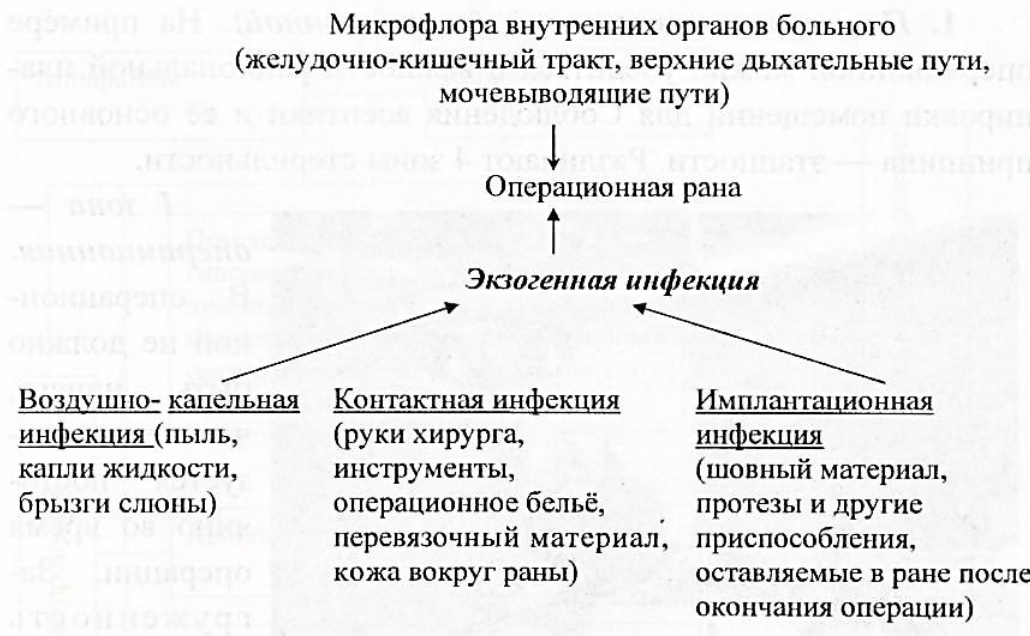 Микрофлора внутренних органов больного
(желудочно-кишечный тракт, верхние дыхательные пути,
мочевыводящие пути)
Операционная рана
Экзогенная инфекция
Воздушно- капельная
инфекция (пыль,
капли жидкости,
брызги слюны)
Контактная инфекция
(руки хирурга,
инструменты,
операционное бельё,
перевязочный материал,
кожа вокруг раны)
Имплантационная
инфекция
(шовный материал,
протезы и другие
приспособления,
оставляемые в ране после
окончания операции)